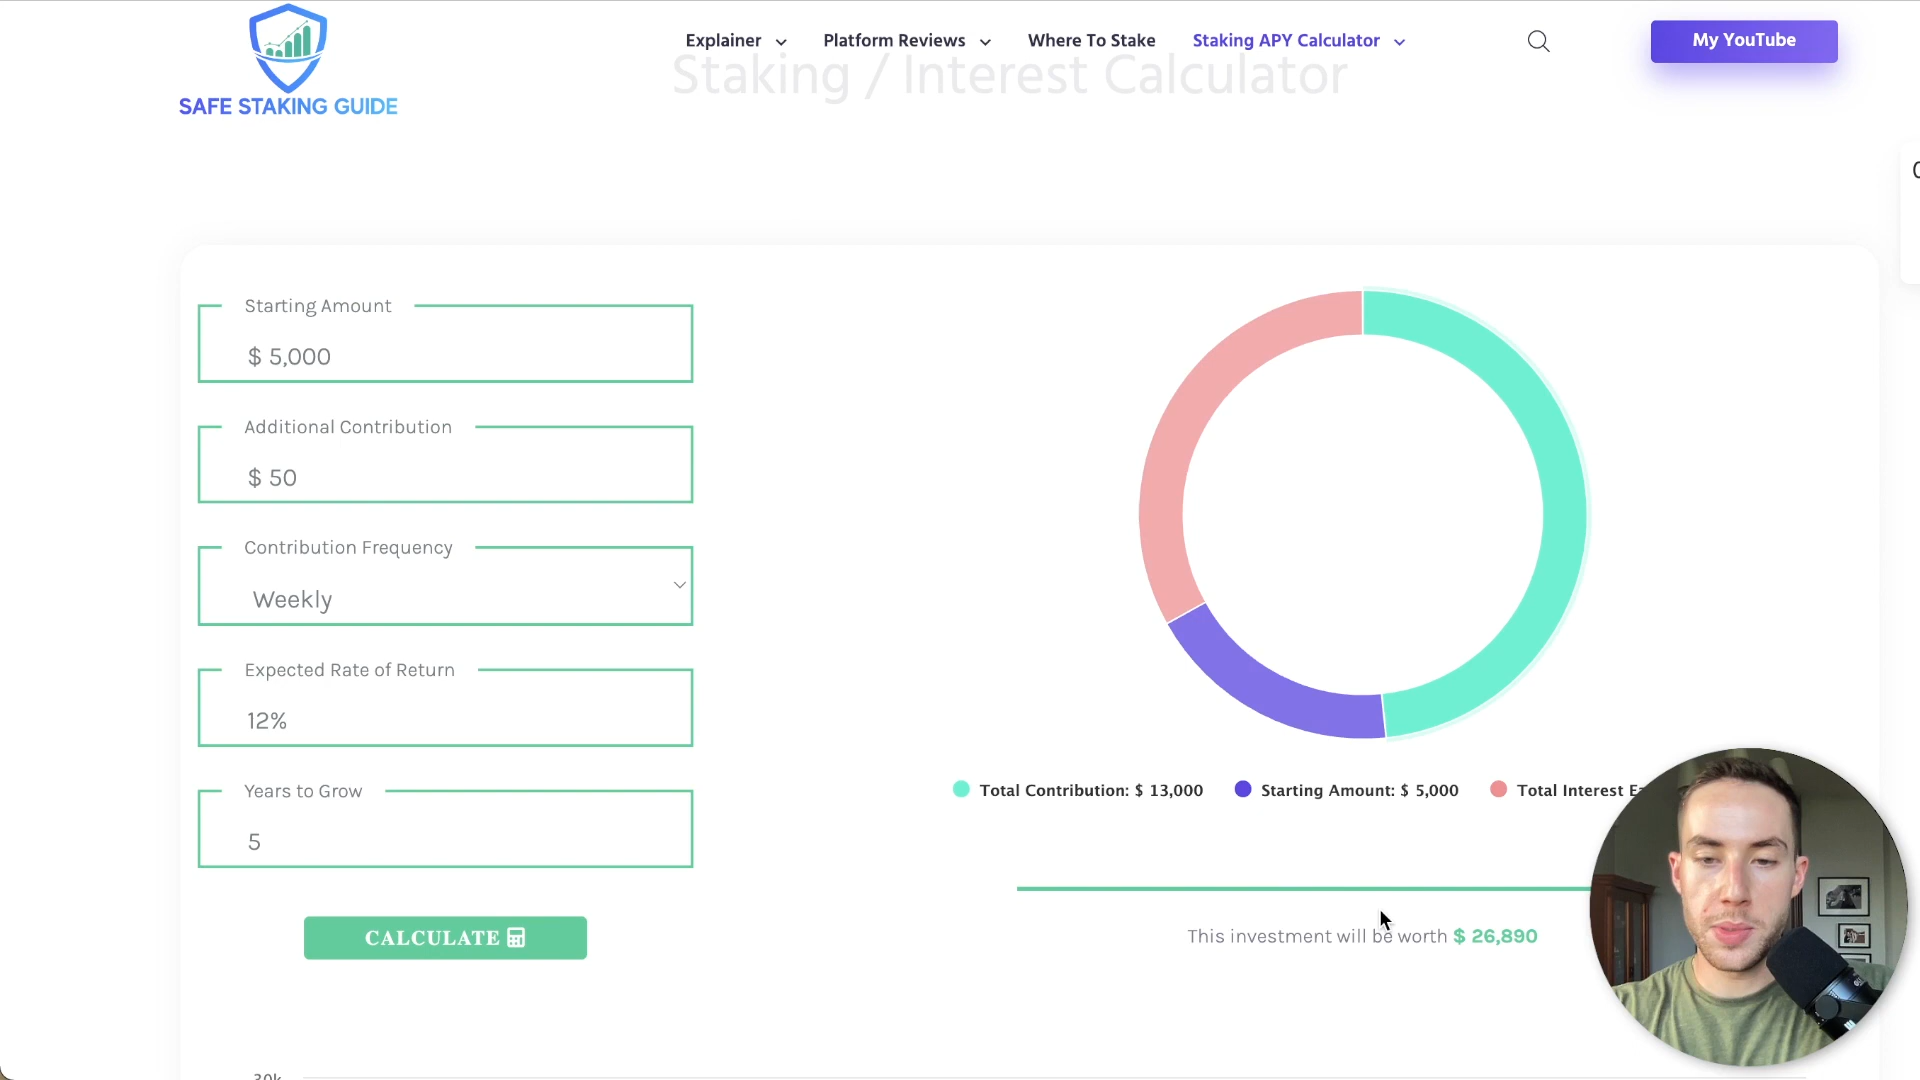 Explainer
Platform Reviews
Where To Stake
Staking APY Calculator
My YouTube
Staking / Interest Calculator
SAFE STAKING GUIDE
Starting Amount
$ 5,000
Additional Contribution
$ 50
Contribution Frequency
Weekly
Expected Rate of Return
12%
Years to Grow
5
CALCULATE
Total Contribution: $ 13,000
Starting Amount: $ 5,000
Total Interest
This investment will be worth $ 26,890